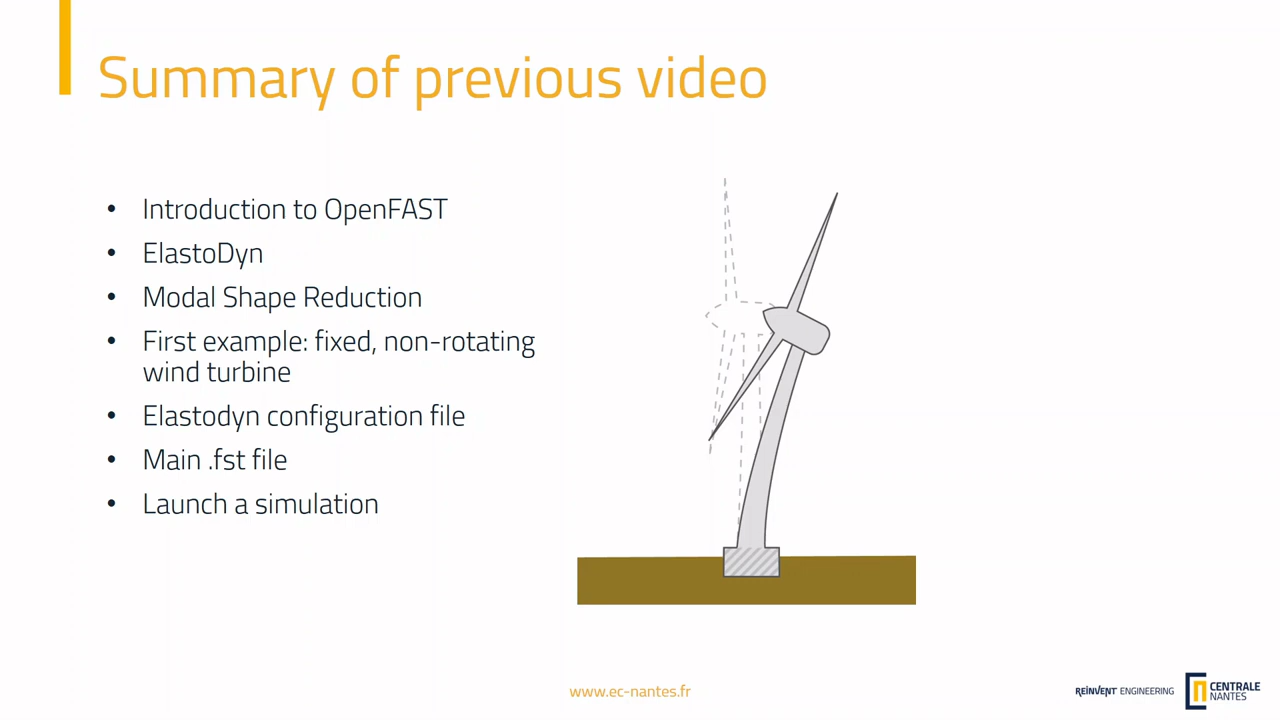 Summary of previous video
• Introduction to OpenFAST
• ElastoDyn
• Modal Shape Reduction
• First example: fixed, non-rotating
wind turbine
• Elastodyn configuration file
• Main .fst file
• Launch a simulation
www.ec-nantes.fr
REINVENT ENGINEERING
CENTRALE
NANTES